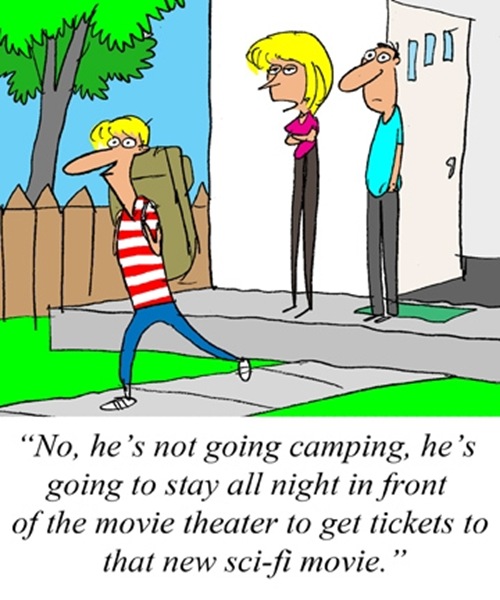 “No, he’s not going camping, he’s
going to stay all night in front
of the movie theater to get tickets to
that new sci-fi movie.”